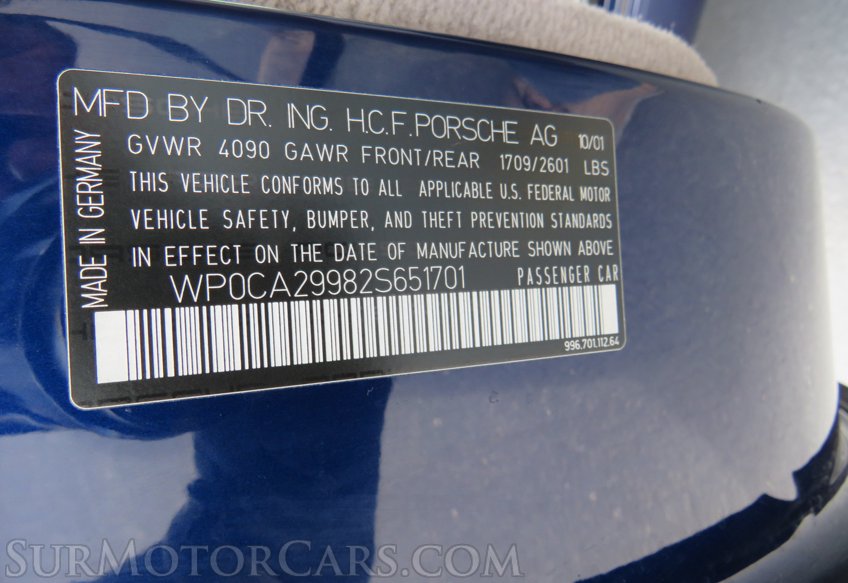 MFD BY DR. ING. H.C.F. PORSCHE AG 10/01
GVWR 4090 GAWR FRONT/REAR 1709/2601 LBS
THIS VEHICLE CONFORMS TO ALL APPLICABLE U.S. FEDERAL MOTOR
VEHICLE SAFETY, BUMPER, AND THEFT PREVENTION STANDARDS
IN EFFECT ON THE DATE OF MANUFACTURE SHOWN ABOVE
WP0CA29982S651701 PASSENGER CAR
996.701.112.64
MADE IN GERMANY
SURMOTORCARS.COM